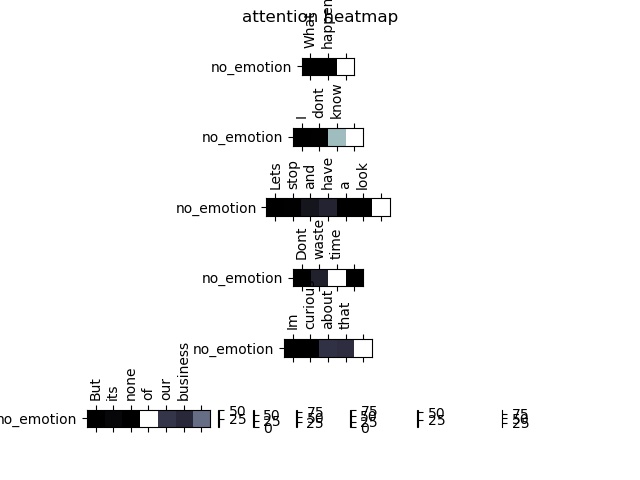 attention heatmap
What happen
no_emotion
I dont know
no_emotion
Lets stop and have a look
no_emotion
Dont waste time
no_emotion
Im curious about that
no_emotion
But its none of our business
no_emotion
50 50 75 75 50 75
25 25 50 50 25 50
0 25 25 25
0